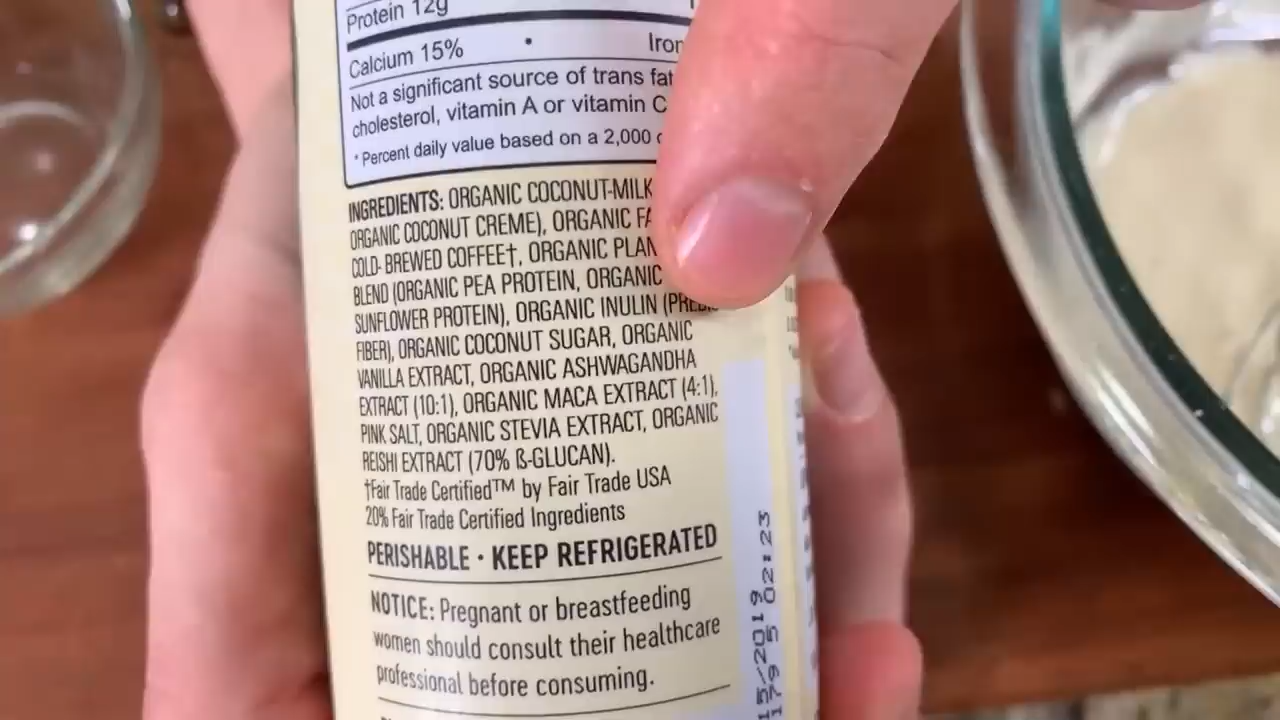 Protein 12g
Calcium 15% • Iron
Not a significant source of trans fat
cholesterol, vitamin A or vitamin C
*Percent daily value based on a 2,000
INGREDIENTS: ORGANIC COCONUT-MILK
ORGANIC COCONUT CREME), ORGANIC
COLD-BREWED COFFEE†, ORGANIC
BLEND (ORGANIC PEA PROTEIN, ORGANIC
SUNFLOWER PROTEIN), ORGANIC INULIN
FIBER), ORGANIC COCONUT SUGAR, ORGANIC
VANILLA EXTRACT, ORGANIC ASHWAGANDHA
EXTRACT (10:1), ORGANIC MACA EXTRACT (4:1),
PINK SALT, ORGANIC STEVIA EXTRACT, ORGANIC
REISHI EXTRACT (70% ß-GLUCAN).
†Fair Trade Certified™ by Fair Trade USA
20% Fair Trade Certified Ingredients
PERISHABLE • KEEP REFRIGERATED
NOTICE: Pregnant or breastfeeding
women should consult their healthcare
professional before consuming.
15/2019
179 5 02:23